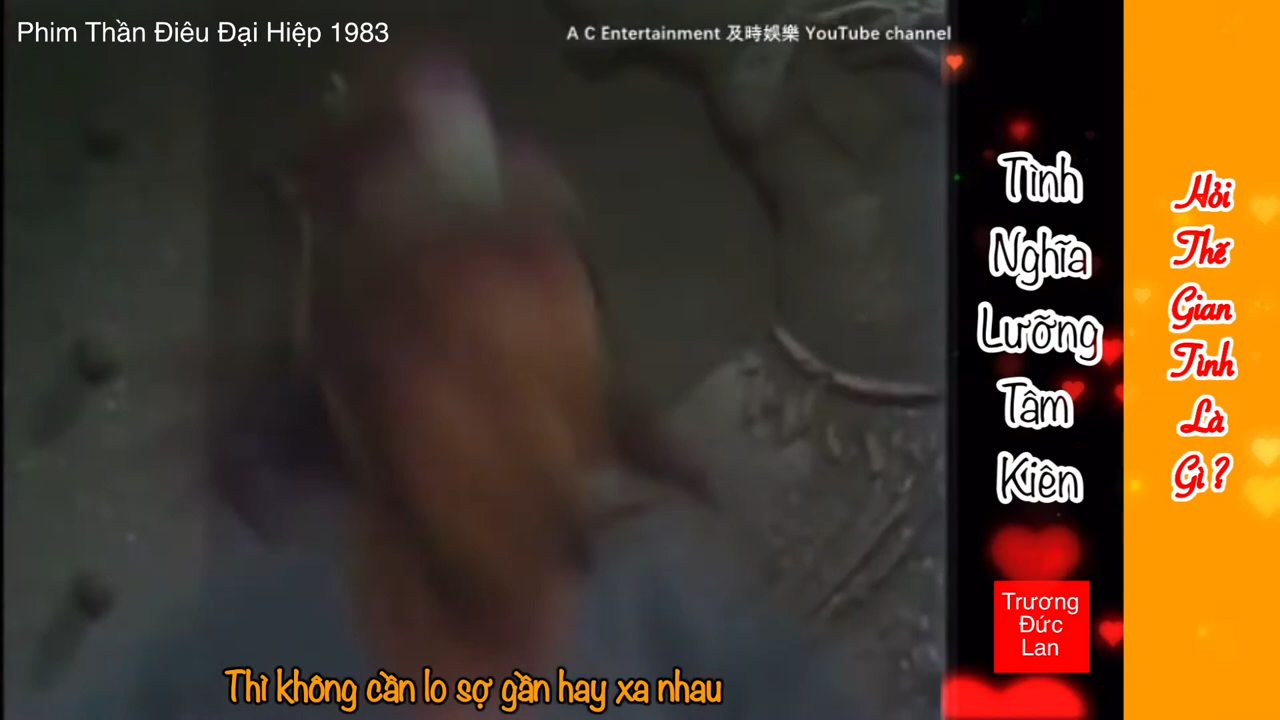 Phim Thần Điêu Đại Hiệp 1983
A C Entertainment 及時娛樂 YouTube channel
Tình
Nghĩa
Lưỡng
Tâm
Kiên
Trương
Đức
Lan
Hỏi
Thế
Gian
Tình
Là
Gì ?
Thì không cần lo sợ gần hay xa nhau